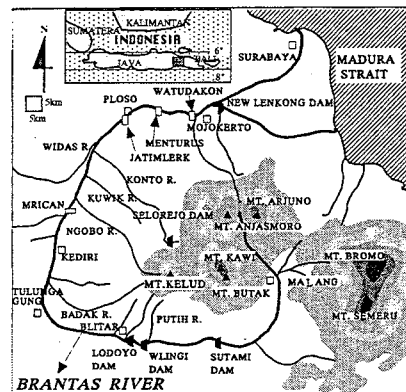 KALIMANTAN
SUMATERA
INDONESIA
JAVA
BALI
6°
8°
N
5km
5km
SURABAYA
MADURA
STRAIT
WATUDAKON
PLOSO
NEW LENKONG DAM
MOJOKERTO
MENTURUS
JATIMLERK
WIDAS R.
KONTO R.
KUWIK R.
MT. ARJUNO
SELOREJO DAM
MRICAN
MT. ANJASMORO
NGOBO R.
KEDIRI
MT. KAWI
MT. BROMO
MALANG
MT.KELUD
TULUNGA
GUNG
MT. BUTAK
BADAK R.
PUTIH R.
BLITAR
MT. SEMERU
LODOYO
DAM
WLINGI
DAM
SUTAMI
DAM
BRANTAS RIVER